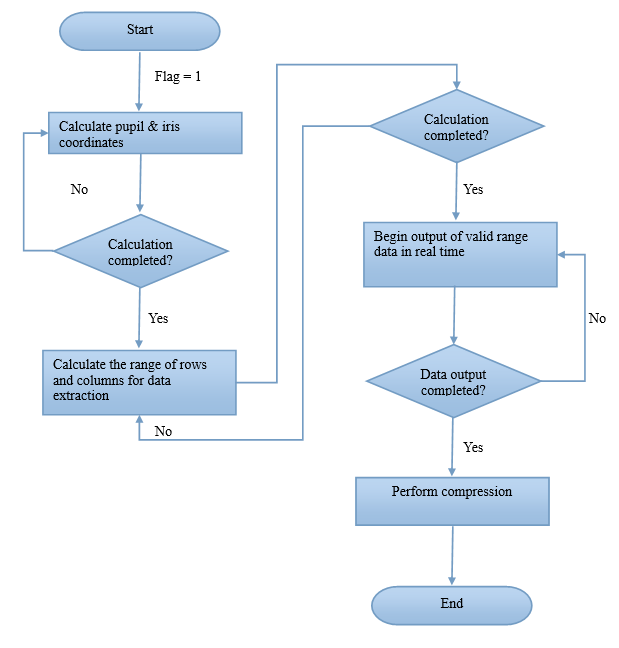 Start
Flag = 1
Calculate pupil & iris
coordinates
No
Calculation
completed?
Yes
Calculate the range of rows
and columns for data
extraction
No
Calculation
completed?
Yes
Begin output of valid range
data in real time
No
Data output
completed?
Yes
Perform compression
End